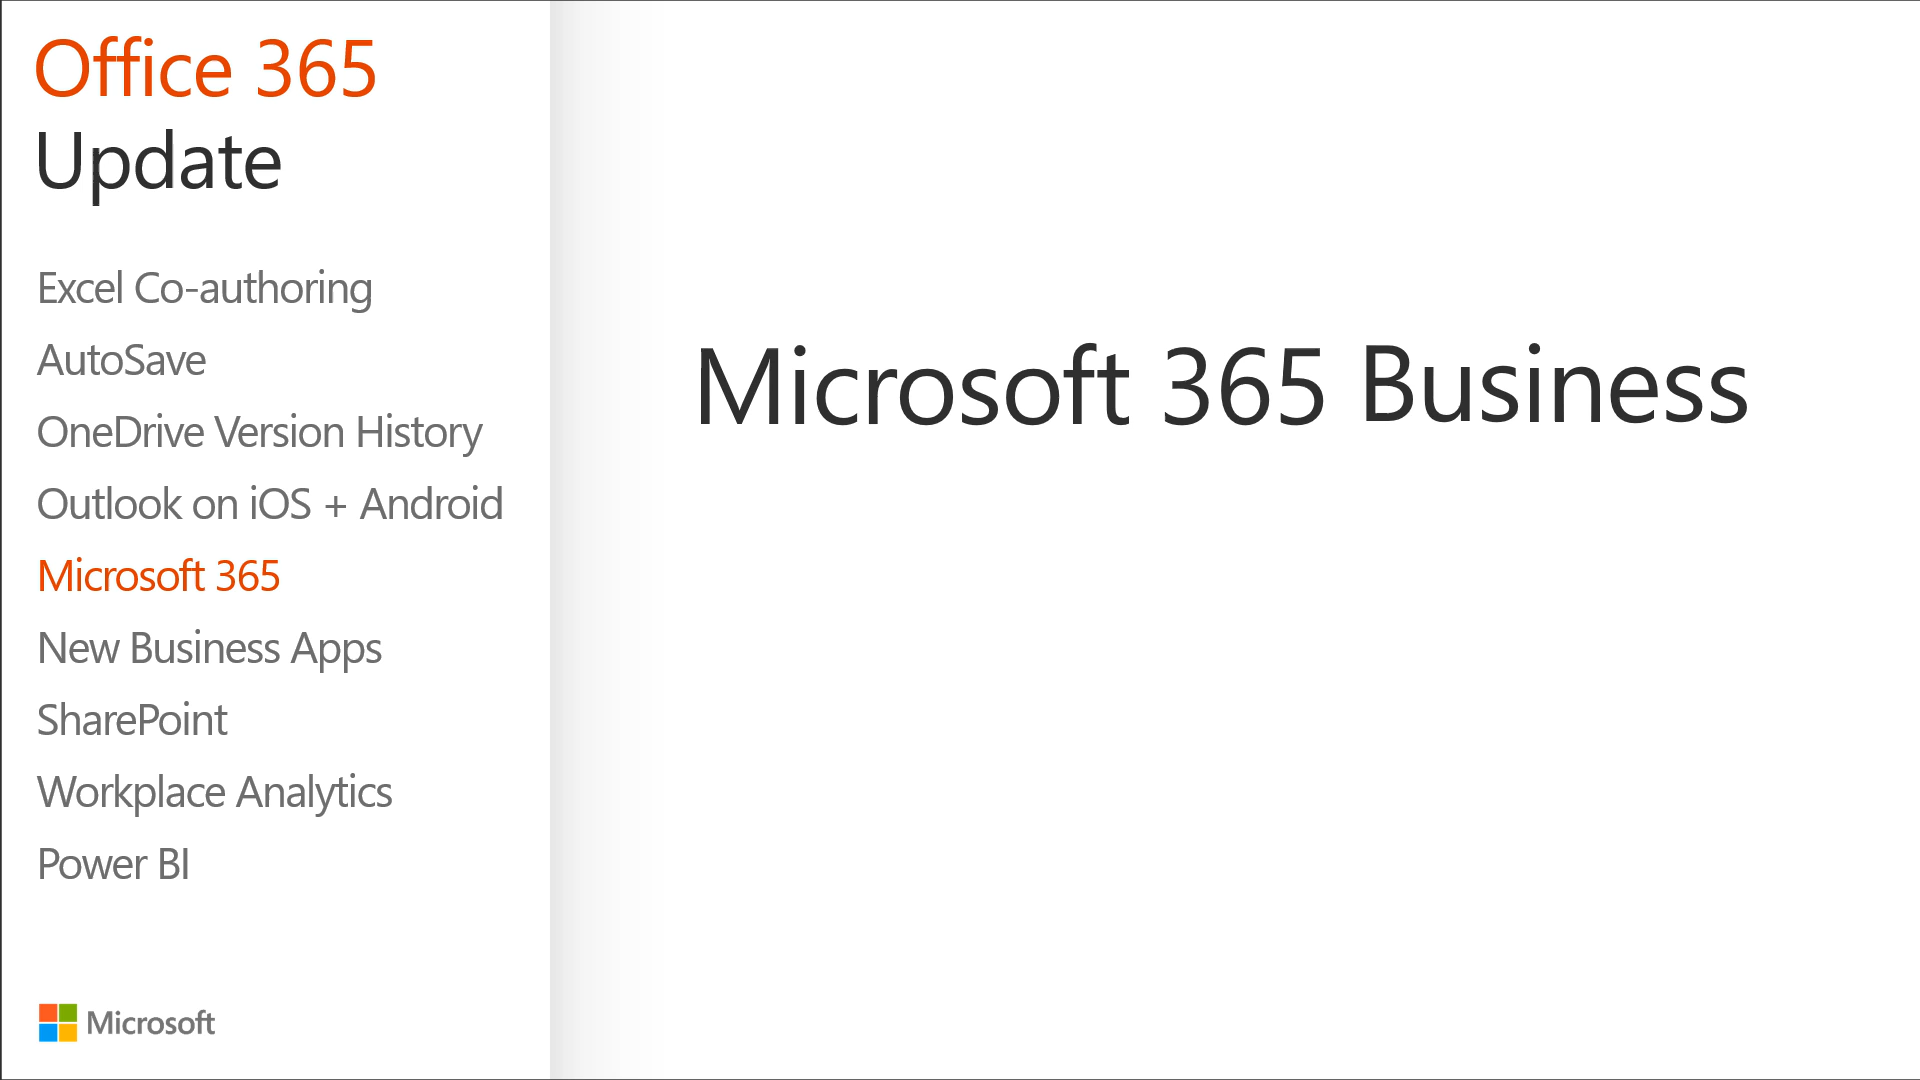 Office 365
Update
Excel Co-authoring
AutoSave
OneDrive Version History
Outlook on iOS + Android
Microsoft 365
New Business Apps
SharePoint
Workplace Analytics
Power BI
Microsoft
Microsoft 365 Business